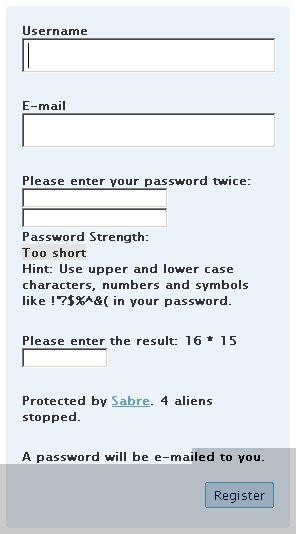 Username
E-mail
Please enter your password twice:
Password Strength:
Too short
Hint: Use upper and lower case
characters, numbers and symbols
like !"?$%^&( in your password.
Please enter the result: 16 * 15
Protected by Sabre. 4 aliens
stopped.
A password will be e-mailed to you.
Register